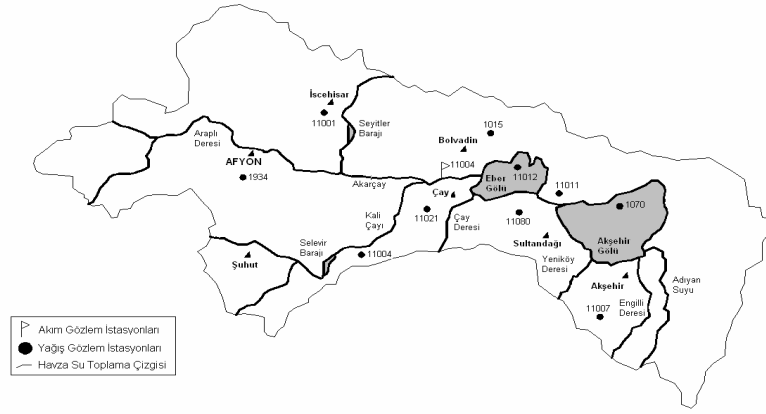 İscehisar
11001
Seyitler
Barajı
1015
Bolvadin
Araplı
Deresi
AFYON
1934
Akarçay
11004
Eber
Gölü
11012
11011
1070
Çay
11021
Kali
Çayı
Çay
Deresi
11080
Sultandağı
Akşehir
Gölü
Şuhut
Selevir
Barajı
11004
Yeniköy
Deresi
Akşehir
Adıyan
Suyu
11007
Engilli
Deresi
Akım Gözlem İstasyonları
Yağış Gözlem İstasyonları
Havza Su Toplama Çizgisi